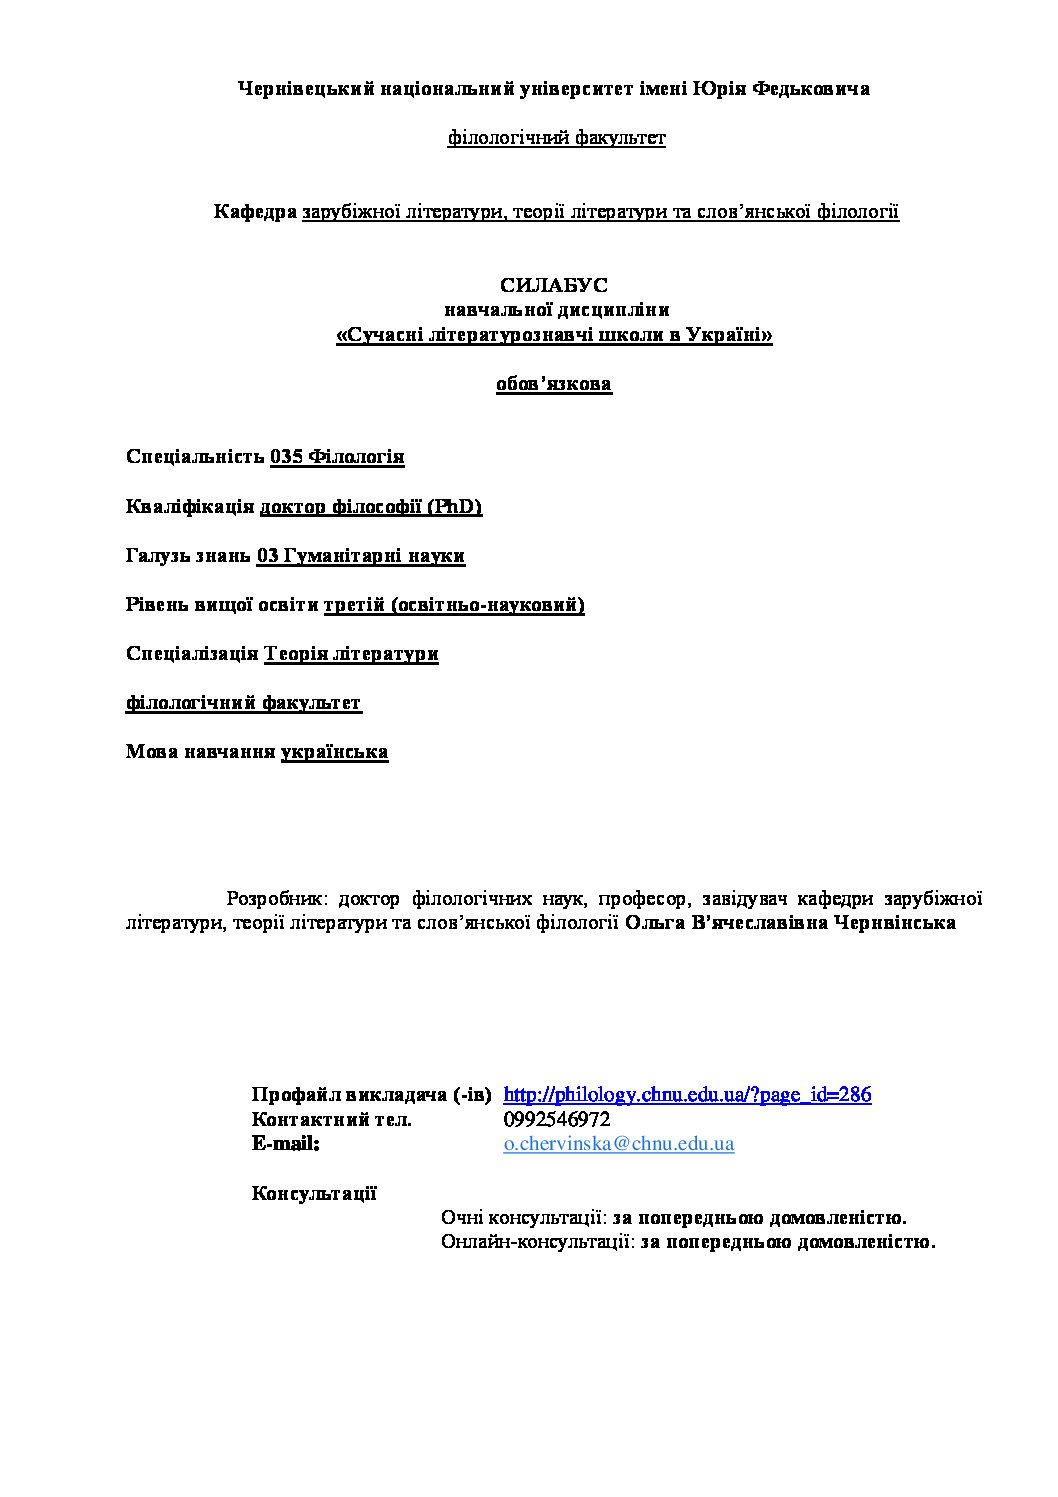 Чернівецький національний університет імені Юрія Федьковича
філологічний факультет
Кафедра зарубіжної літератури, теорії літератури та слов’янської філології
СИЛАБУС
навчальної дисципліни
«Сучасні літературознавчі школи в Україні»
обов’язкова
Спеціальність 035 Філологія
Кваліфікація доктор філософії (PhD)
Галузь знань 03 Гуманітарні науки
Рівень вищої освіти третій (освітньо-науковий)
Спеціалізація Теорія літератури
філологічний факультет
Мова навчання українська
Розробник: доктор філологічних наук, професор, завідувач кафедри зарубіжної
літератури, теорії літератури та слов’янської філології Ольга В’ячеславівна Червінська
Профайл викладача (-ів) http://philology.chnu.edu.ua/?page_id=286
Контактний тел. 0992546972
E-mail: o.chervinska@chnu.edu.ua
Консультації
Очні консультації: за попередньою домовленістю.
Онлайн-консультації: за попередньою домовленістю.